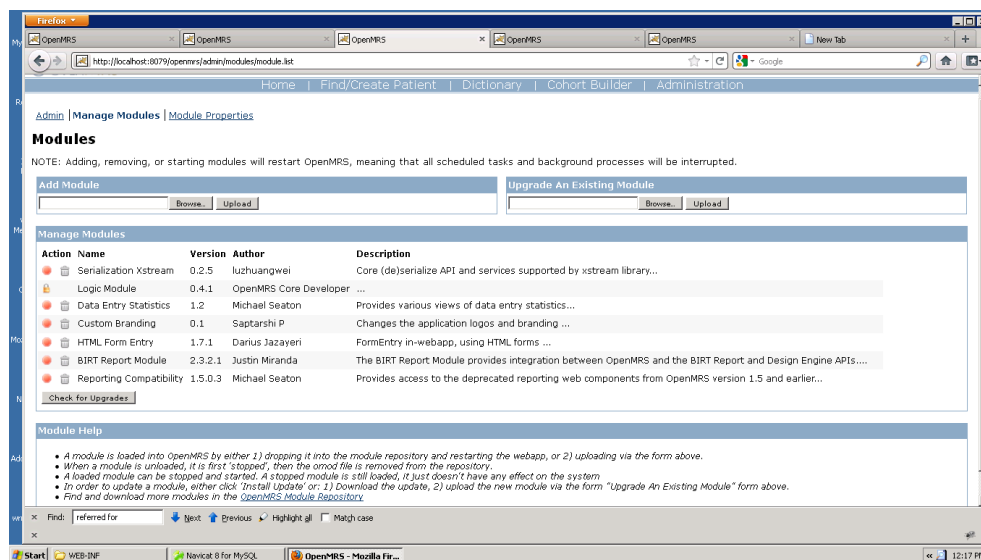 Firefox
OpenMRS × OpenMRS × OpenMRS × OpenMRS × OpenMRS × New Tab × +
http://localhost:8079/openmrs/admin/modules/module.list Google
Home | Find/Create Patient | Dictionary | Cohort Builder | Administration
Admin | Manage Modules | Module Properties
Modules
NOTE: Adding, removing, or starting modules will restart OpenMRS, meaning that all scheduled tasks and background processes will be interrupted.
Add Module Upgrade An Existing Module
Browse... Upload Browse... Upload
Manage Modules
Action Name Version Author Description
Serialization Xstream 0.2.5 luzhuangwei Core (de)serialize API and services supported by xstream library...
Logic Module 0.4.1 OpenMRS Core Developer ...
Data Entry Statistics 1.2 Michael Seaton Provides various views of data entry statistics...
Custom Branding 0.1 Saptarshi P Changes the application logos and branding ...
HTML Form Entry 1.7.1 Darius Jazayeri FormEntry in-webapp, using HTML forms ...
BIRT Report Module 2.3.2.1 Justin Miranda The BIRT Report Module provides integration between OpenMRS and the BIRT Report and Design Engine APIs....
Reporting Compatibility 1.5.0.3 Michael Seaton Provides access to the deprecated reporting web components from OpenMRS version 1.5 and earlier...
Check for Upgrades
Module Help
• A module is loaded into OpenMRS by either 1) dropping it into the module repository and restarting the webapp, or 2) uploading via the form above.
• When a module is unloaded, it is first 'stopped', then the omod file is removed from the repository.
• A loaded module can be stopped and started. A stopped module is still loaded, it just doesn't have any effect on the system
• In order to update a module, either click 'Install Update' or: 1) Download the update, 2) upload the new module via the form "Upgrade An Existing Module" form above.
• Find and download more modules in the OpenMRS Module Repository
× Find: referred for Next Previous Highlight all Match case
×
Start WEB-INF Navicat 8 for MySQL OpenMRS - Mozilla Fir... « 12:17 PM